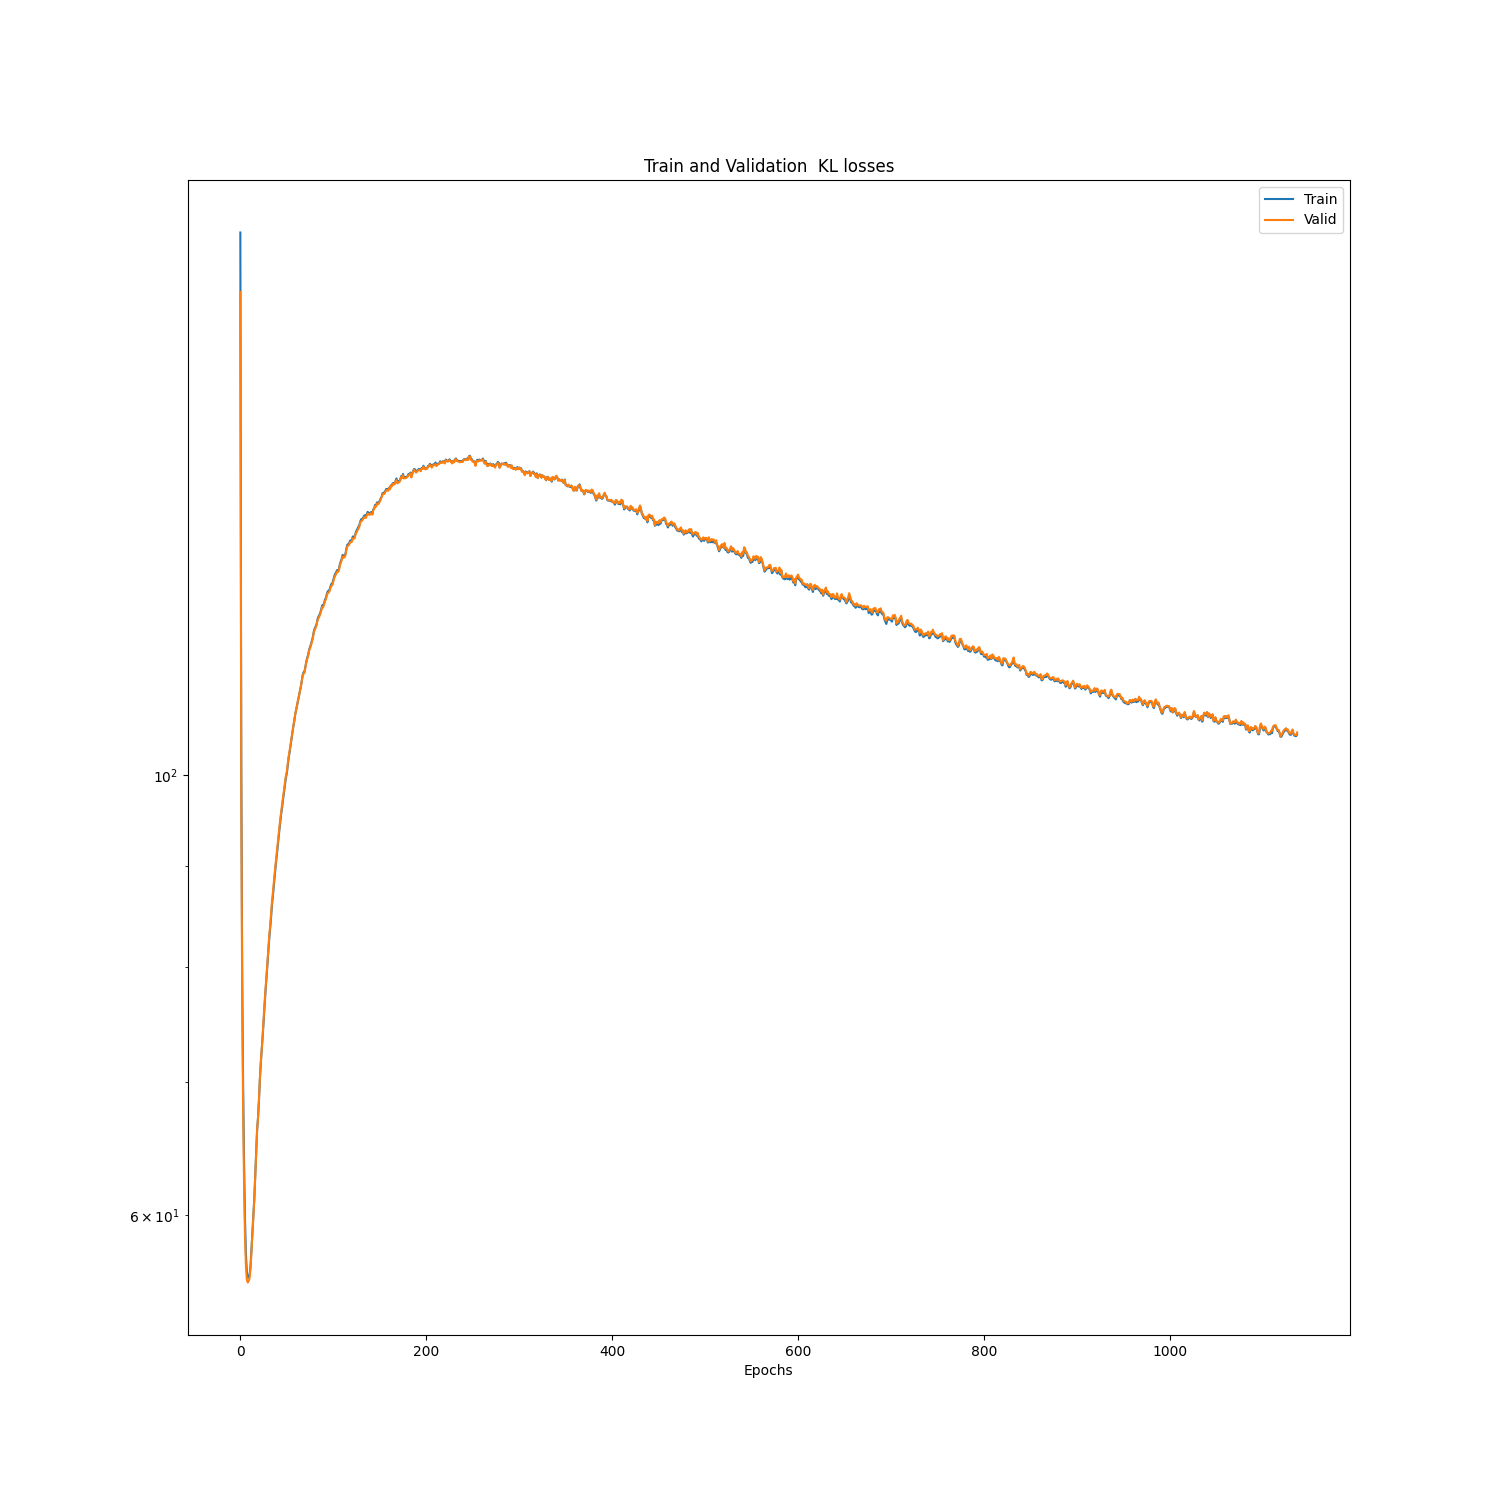 Train and Validation  KL losses
Train
Valid
10²
6 × 10¹
0 200 400 600 800 1000
Epochs